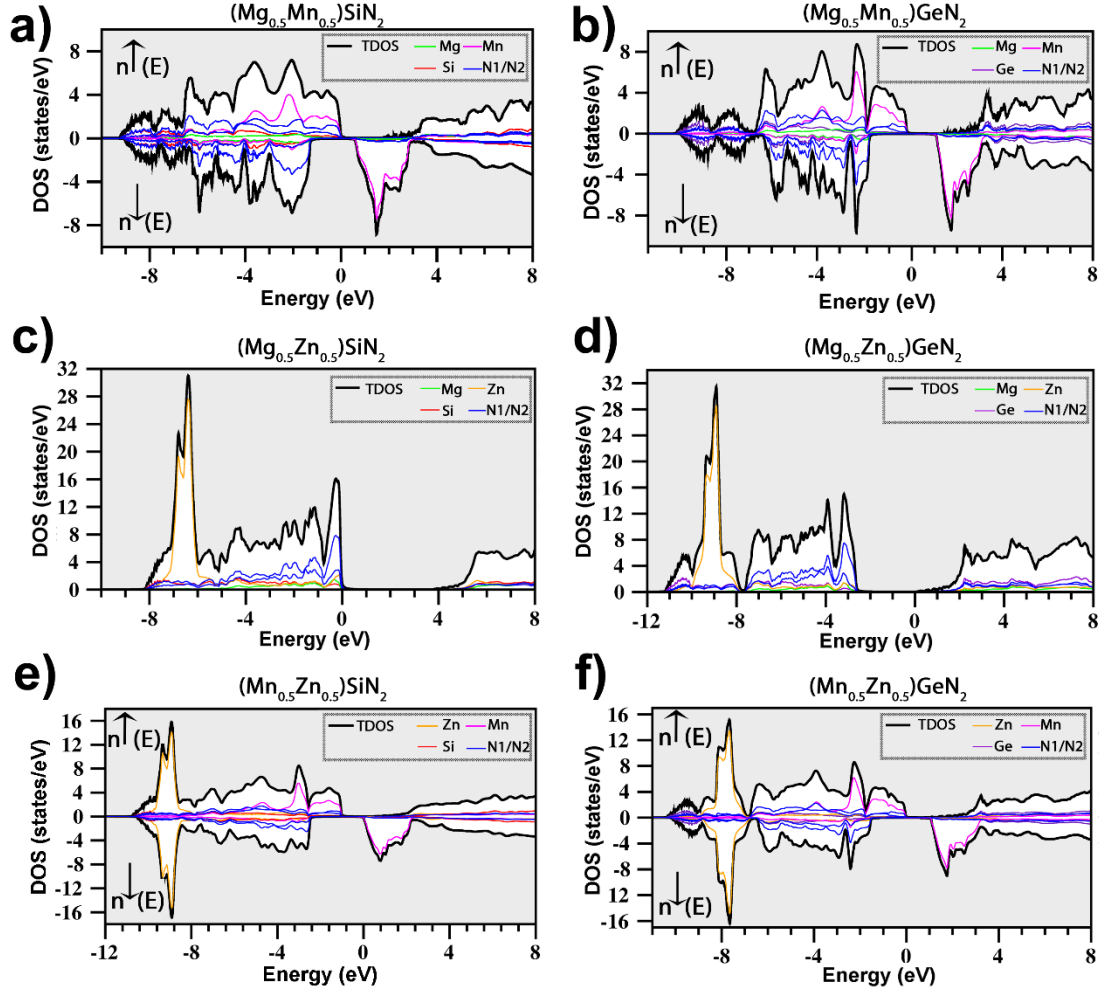 a)
(Mg0.5Mn0.5)SiN2
n↑(E)
TDOS Mg Mn
Si N1/N2
DOS (states/eV)
8
4
0
-4
-8
n↓(E)
-8 -4 0 4 8
Energy (eV)
b)
(Mg0.5Mn0.5)GeN2
n↑(E)
TDOS Mg Mn
Ge N1/N2
DOS (states/eV)
8
4
0
-4
-8
n↓(E)
-8 -4 0 4 8
Energy (eV)
c)
(Mg0.5Zn0.5)SiN2
TDOS Mg Zn
Si N1/N2
DOS (states/eV)
32
28
24
20
16
12
8
4
0
-8 -4 0 4 8
Energy (eV)
d)
(Mg0.5Zn0.5)GeN2
TDOS Mg Zn
Ge N1/N2
DOS (states/eV)
32
28
24
20
16
12
8
4
0
-12 -8 -4 0 4 8
Energy (eV)
e)
(Mn0.5Zn0.5)SiN2
n↑(E)
TDOS Zn Mn
Si N1/N2
DOS (states/eV)
16
12
8
4
0
-4
-8
-12
-16
n↓(E)
-12 -8 -4 0 4 8
Energy (eV)
f)
(Mn0.5Zn0.5)GeN2
n↑(E)
TDOS Zn Mn
Ge N1/N2
DOS (states/eV)
16
12
8
4
0
-4
-8
-12
-16
n↓(E)
-8 -4 0 4 8
Energy (eV)